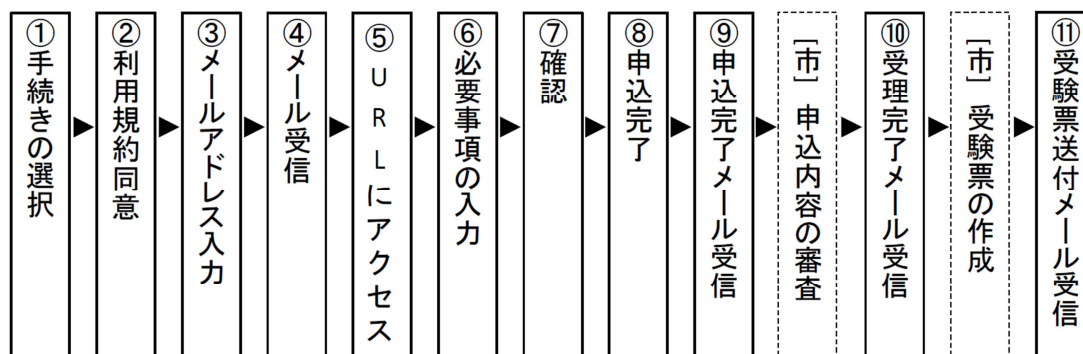 ①手続きの選択
②利用規約同意
③メールアドレス入力
④メール受信
⑤URLにアクセス
⑥必要事項の入力
⑦確認
⑧申込完了
⑨申込完了メール受信
［市］申込内容の審査
⑩受理完了メール受信
［市］受験票の作成
⑪受験票送付メール受信